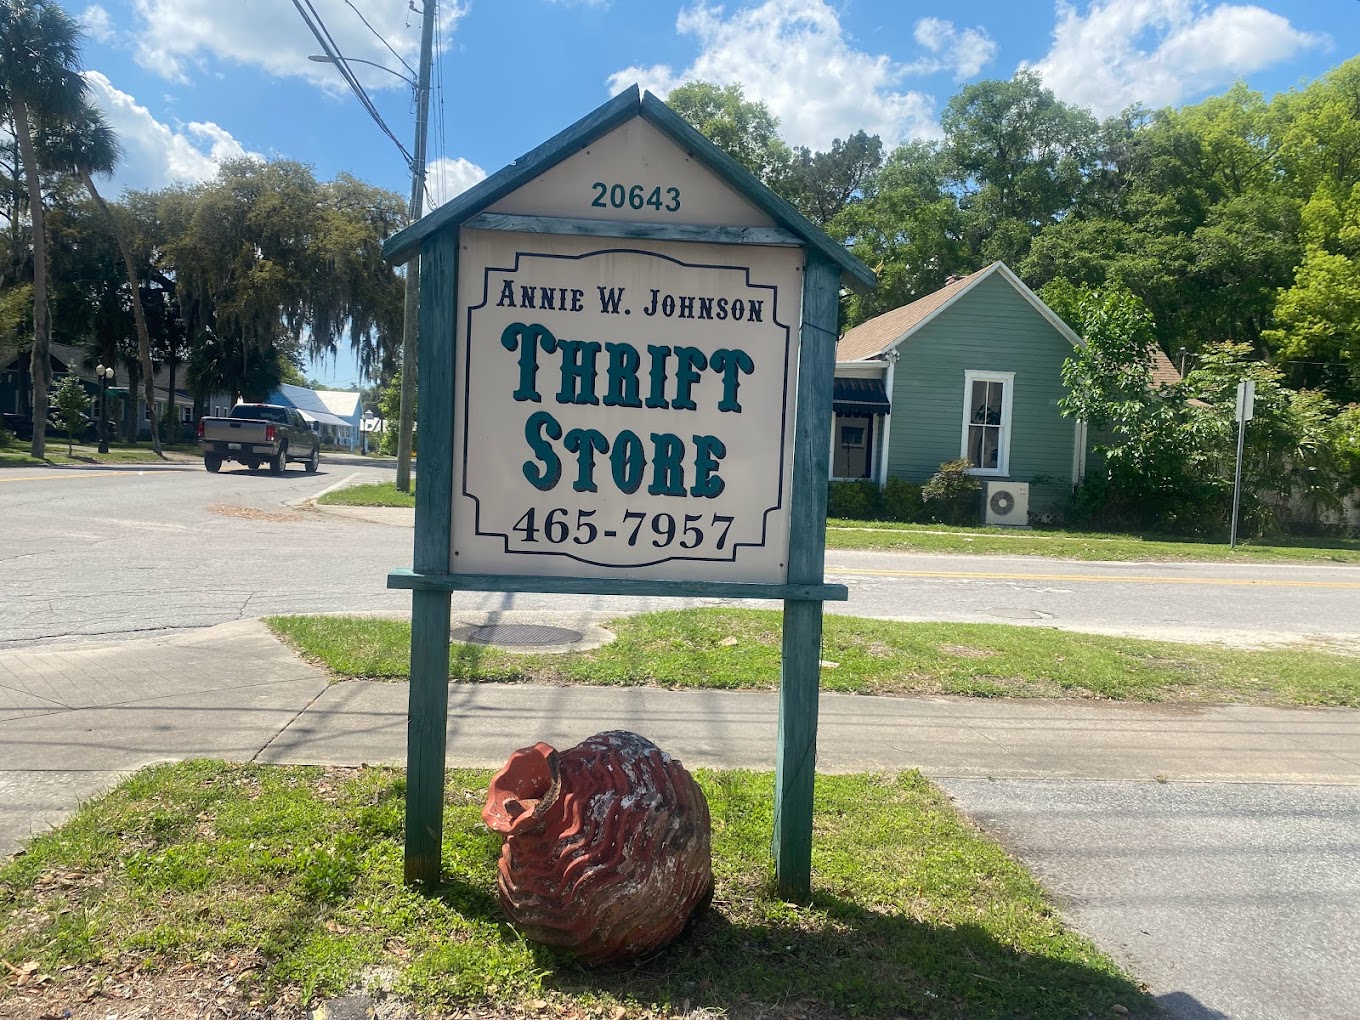 20643
ANNIE W. JOHNSON
THRIFT
STORE
465-7957